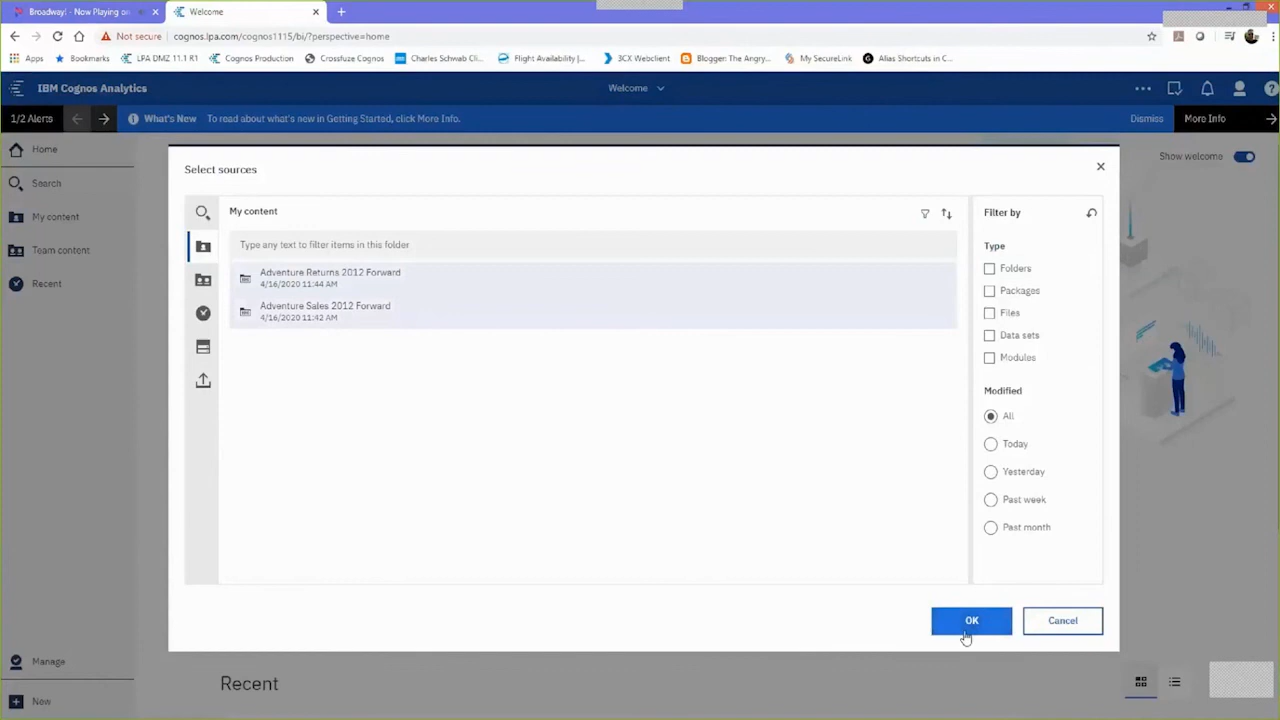 Broadway! - Now Playing on
Welcome
Not secure
cognos.lpa.com/cognos1115/bi/?perspective=home
Apps
Bookmarks
LPA DMZ 11.1 R1
Cognos Production
Crossfuze Cognos
Charles Schwab Cli...
Flight Availability |...
3CX Webclient
Blogger: The Angry...
My SecureLink
Alias Shortcuts in C...
IBM Cognos Analytics
Welcome
1/2 Alerts
What's New
To read about what's new in Getting Started, click More Info.
Dismiss
More Info
Home
Show welcome
Select sources
Search
My content
Team content
Recent
My content
Type any text to filter items in this folder
Adventure Returns 2012 Forward
4/16/2020 11:44 AM
Adventure Sales 2012 Forward
4/16/2020 11:42 AM
Filter by
Type
Folders
Packages
Files
Data sets
Modules
Modified
All
Today
Yesterday
Past week
Past month
OK
Cancel
Manage
New
Recent